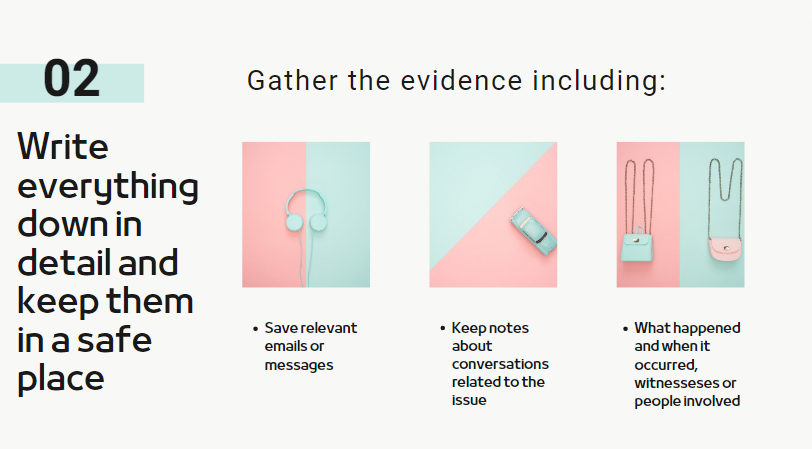 02
Write
everything
down in
detail and
keep them
in a safe
place
Gather the evidence including:
• Save relevant
emails or
messages
• Keep notes
about
conversations
related to the
issue
• What happened
and when it
occurred,
witnesseses or
people involved